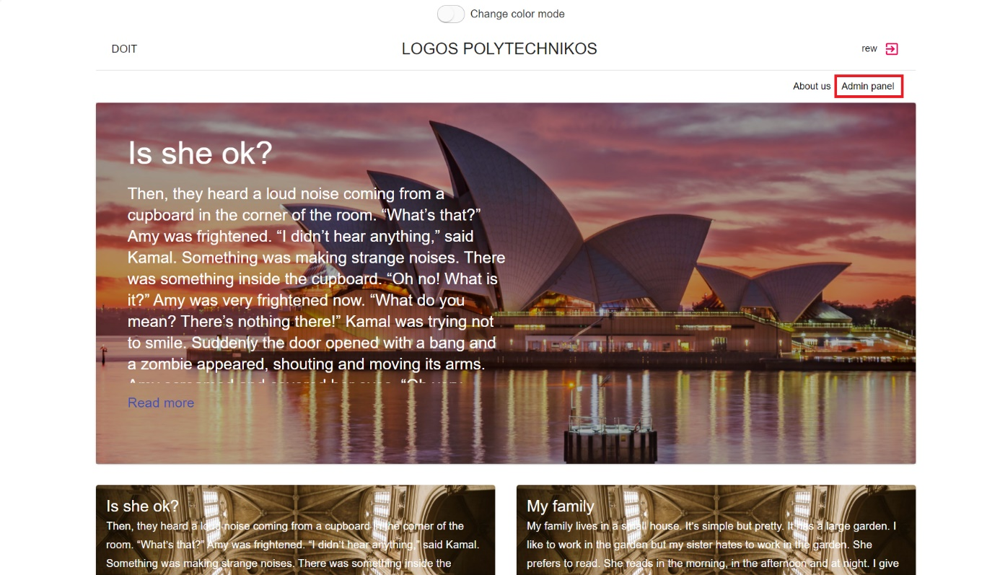 Change color mode
DOIT
LOGOS POLYTECHNIKOS
rew
About us
Admin panel
Is she ok?
Then, they heard a loud noise coming from a
cupboard in the corner of the room. “What’s that?”
Amy was frightened. “I didn’t hear anything,” said
Kamal. Something was making strange noises. There
was something inside the cupboard. “Oh no! What is
it?” Amy was very frightened now. “What do you
mean? There’s nothing there!” Kamal was trying not
to smile. Suddenly the door opened with a bang and
a zombie appeared, shouting and moving its arms.
Read more
Is she ok?
Then, they heard a loud noise coming from a cupboard in the corner of the
room. “What’s that?” Amy was frightened. “I didn’t hear anything,” said Kamal.
Something was making strange noises. There was something inside the
My family
My family lives in a small house. It’s simple but pretty. It has a large garden. I
like to work in the garden but my sister hates to work in the garden. She
prefers to read. She reads in the morning, in the afternoon and at night. I give